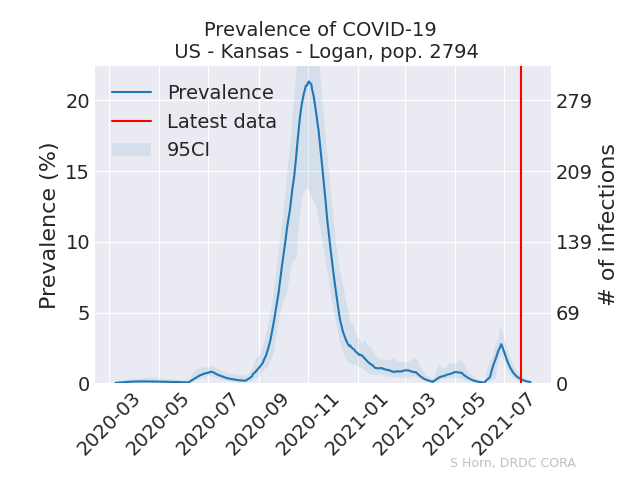 Prevalence of COVID-19
US - Kansas - Logan, pop. 2794
Prevalence
Latest data
95CI
Prevalence (%)
20
15
10
5
0
279
209
139
69
0
# of infections
2020-03
2020-05
2020-07
2020-09
2020-11
2021-01
2021-03
2021-05
2021-07
S Horn, DRDC CORA